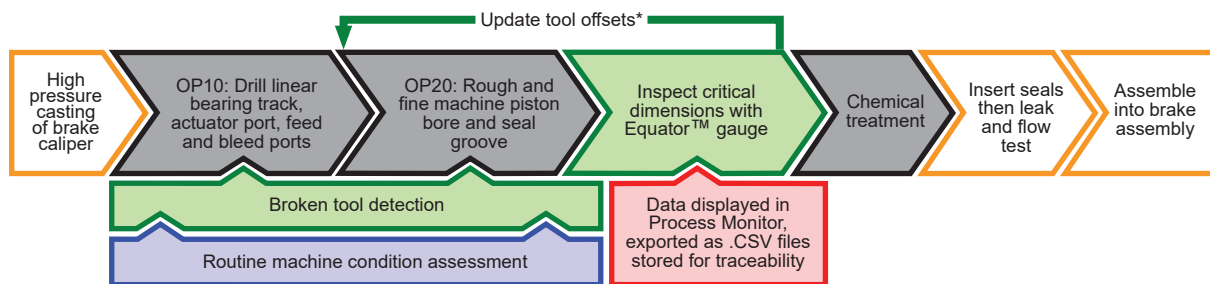 Update tool offsets*
High
pressure
casting
of brake
caliper
OP10: Drill linear
bearing track,
actuator port, feed
and bleed ports
OP20: Rough and
fine machine piston
bore and seal
groove
Inspect critical
dimensions with
Equator™ gauge
Chemical
treatment
Insert seals
then leak
and flow
test
Assemble
into brake
assembly
Broken tool detection
Routine machine condition assessment
Data displayed in
Process Monitor,
exported as .CSV files
stored for traceability